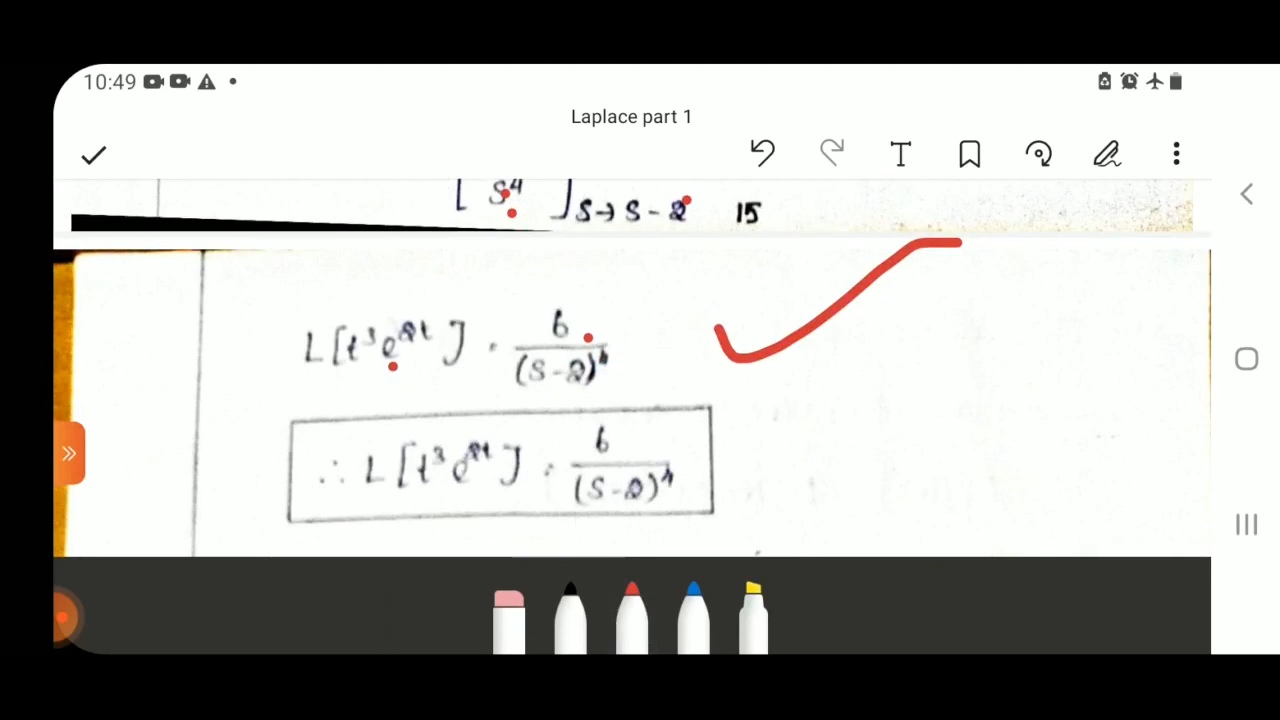 10:49
Laplace part 1
[ S⁴ ]S→S-2 15
L[t³e²ᵗ] = 6/(S-2)⁴
∴ L[t³e²ᵗ] = 6/(S-2)⁴